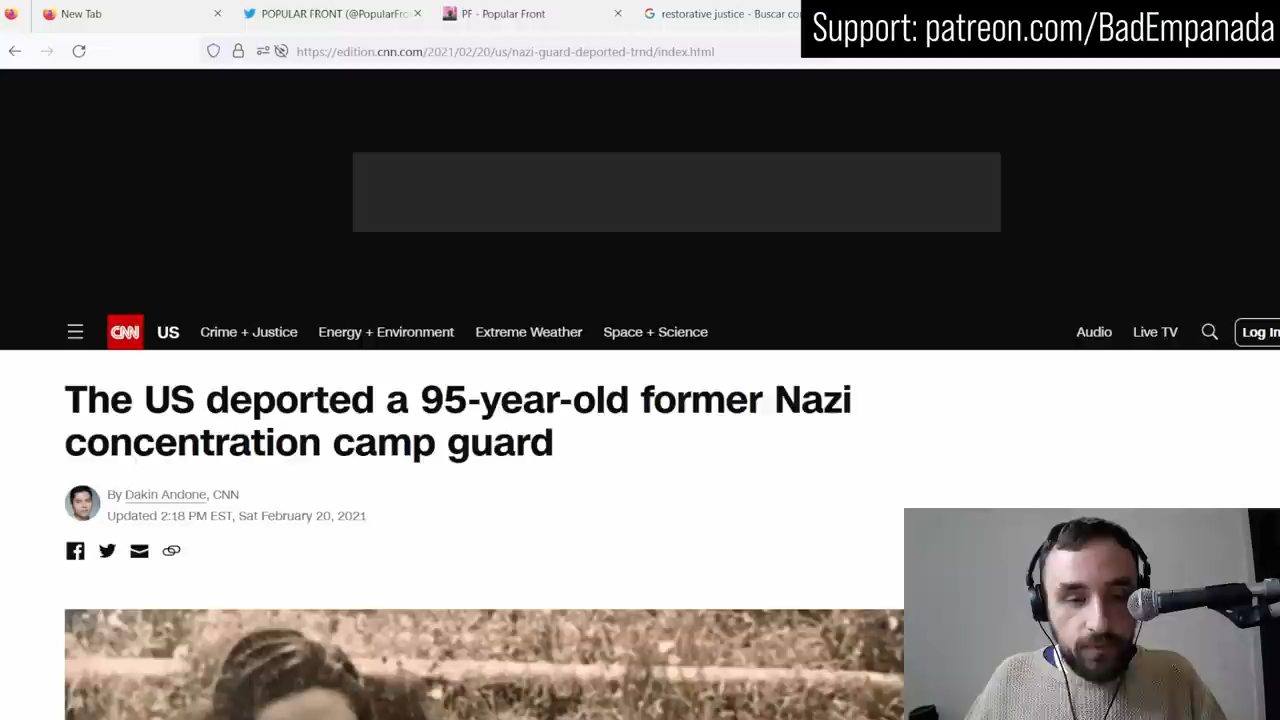 New Tab
POPULAR FRONT (@PopularFro
PF - Popular Front
restorative justice - Buscar co
Support: patreon.com/BadEmpanada
https://edition.cnn.com/2021/02/20/us/nazi-guard-deported-trnd/index.html
CNN US Crime + Justice Energy + Environment Extreme Weather Space + Science Audio Live TV Log In
The US deported a 95-year-old former Nazi
concentration camp guard
By Dakin Andone, CNN
Updated 2:18 PM EST, Sat February 20, 2021